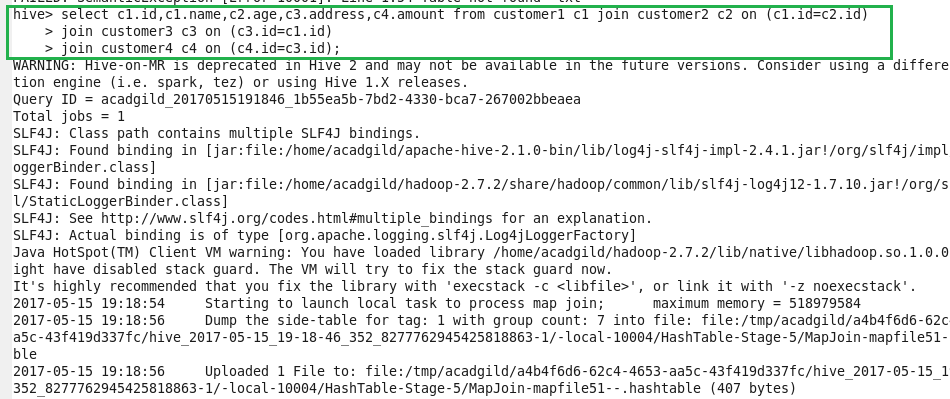 hive> select c1.id,c1.name,c2.age,c3.address,c4.amount from customer1 c1 join customer2 c2 on (c1.id=c2.id)
> join customer3 c3 on (c3.id=c1.id)
> join customer4 c4 on (c4.id=c3.id);
WARNING: Hive-on-MR is deprecated in Hive 2 and may not be available in the future versions. Consider using a differe
tion engine (i.e. spark, tez) or using Hive 1.X releases.
Query ID = acadgild_20170515191846_1b55ea5b-7bd2-4330-bca7-267002bbeaea
Total jobs = 1
SLF4J: Class path contains multiple SLF4J bindings.
SLF4J: Found binding in [jar:file:/home/acadgild/apache-hive-2.1.0-bin/lib/log4j-slf4j-impl-2.4.1.jar!/org/slf4j/impl
oggerBinder.class]
SLF4J: Found binding in [jar:file:/home/acadgild/hadoop-2.7.2/share/hadoop/common/lib/slf4j-log4j12-1.7.10.jar!/org/s
l/StaticLoggerBinder.class]
SLF4J: See http://www.slf4j.org/codes.html#multiple_bindings for an explanation.
SLF4J: Actual binding is of type [org.apache.logging.slf4j.Log4jLoggerFactory]
Java HotSpot(TM) Client VM warning: You have loaded library /home/acadgild/hadoop-2.7.2/lib/native/libhadoop.so.1.0.0
ight have disabled stack guard. The VM will try to fix the stack guard now.
It's highly recommended that you fix the library with 'execstack -c <libfile>', or link it with '-z noexecstack'.
2017-05-15 19:18:54 Starting to launch local task to process map join; maximum memory = 518979584
2017-05-15 19:18:56 Dump the side-table for tag: 1 with group count: 7 into file: file:/tmp/acadgild/a4b4f6d6-62c
a5c-43f419d337fc/hive_2017-05-15_19-18-46_352_8277762945425818863-1/-local-10004/HashTable-Stage-5/MapJoin-mapfile51-
ble
2017-05-15 19:18:56 Uploaded 1 File to: file:/tmp/acadgild/a4b4f6d6-62c4-4653-aa5c-43f419d337fc/hive_2017-05-15_1
352_8277762945425818863-1/-local-10004/HashTable-Stage-5/MapJoin-mapfile51--.hashtable (407 bytes)